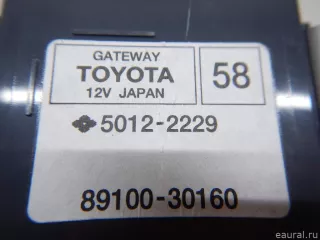 GATEWAY
TOYOTA
12V JAPAN
58
5012-2229
89100-30160
eaural.ru